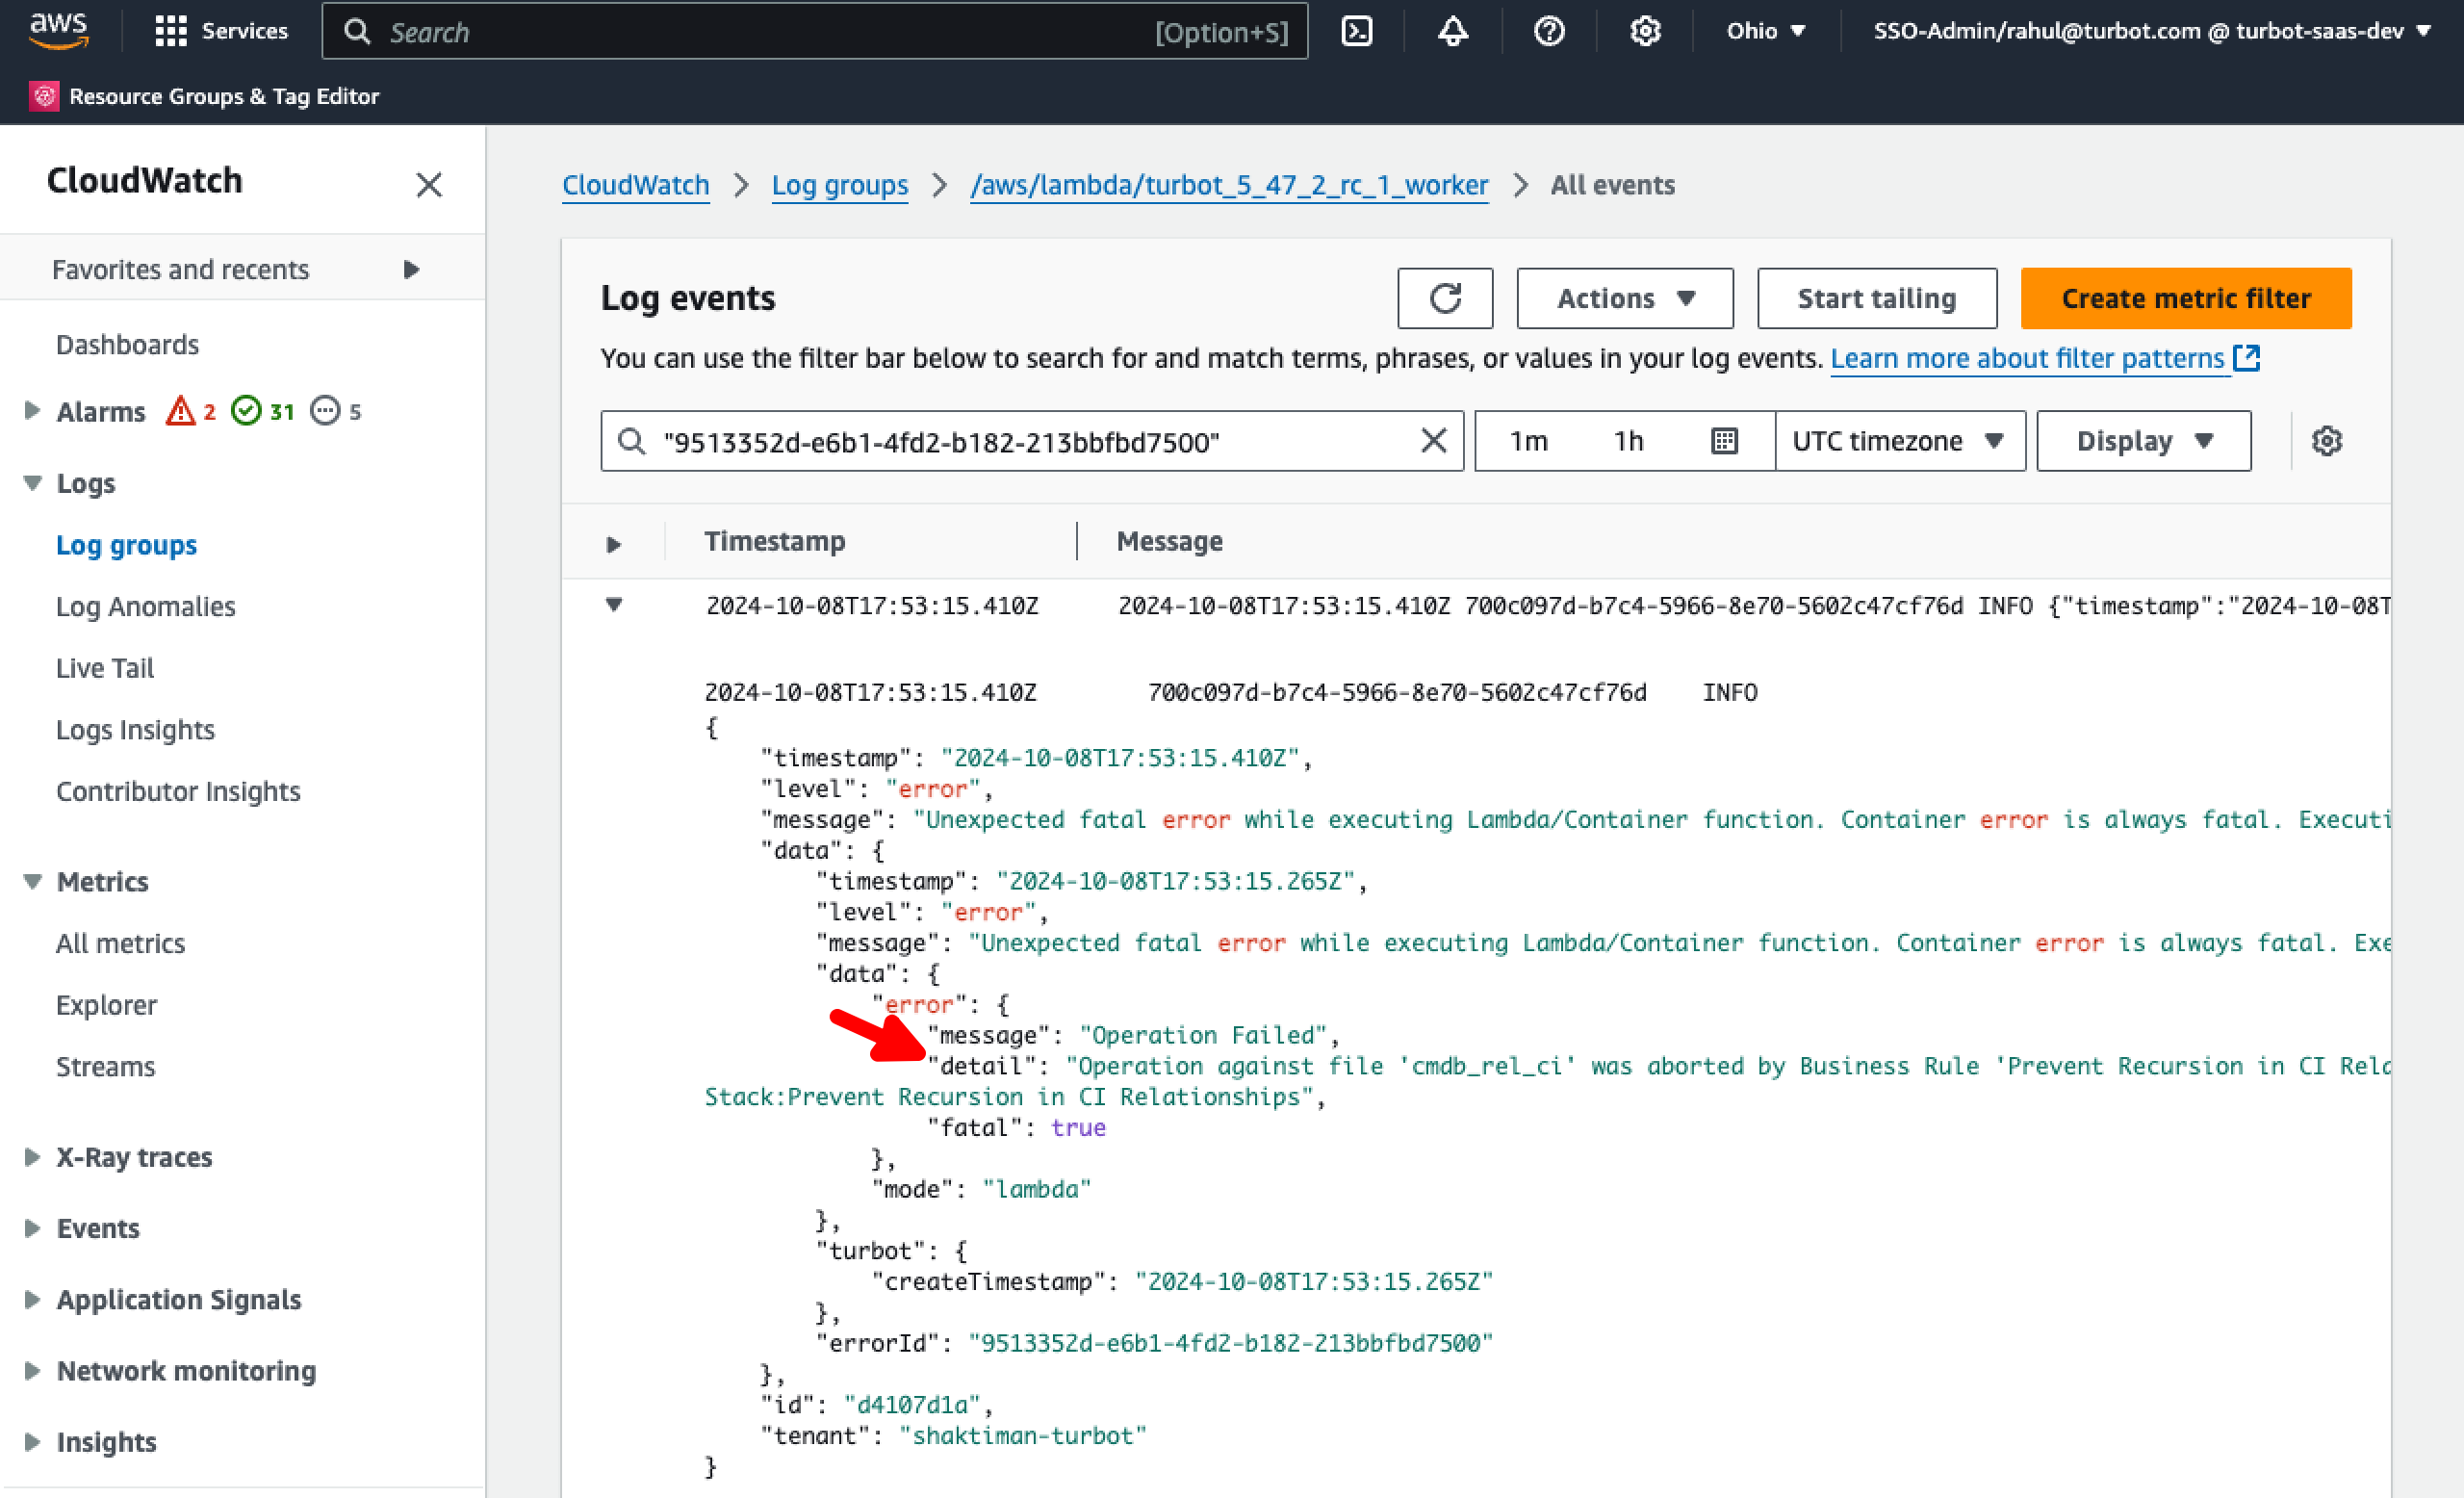 aws
Services
Search
[Option+S]
Ohio
SSO-Admin/rahul@turbot.com @ turbot-saas-dev
Resource Groups & Tag Editor
CloudWatch
Favorites and recents
Dashboards
Alarms 2 31 5
Logs
Log groups
Log Anomalies
Live Tail
Logs Insights
Contributor Insights
Metrics
All metrics
Explorer
Streams
X-Ray traces
Events
Application Signals
Network monitoring
Insights
CloudWatch > Log groups > /aws/lambda/turbot_5_47_2_rc_1_worker > All events
Log events
Actions
Start tailing
Create metric filter
You can use the filter bar below to search for and match terms, phrases, or values in your log events. Learn more about filter patterns
"9513352d-e6b1-4fd2-b182-213bbfbd7500"
1m
1h
UTC timezone
Display
Timestamp
Message
2024-10-08T17:53:15.410Z 2024-10-08T17:53:15.410Z 700c097d-b7c4-5966-8e70-5602c47cf76d INFO {"timestamp":"2024-10-08T
2024-10-08T17:53:15.410Z 700c097d-b7c4-5966-8e70-5602c47cf76d INFO
{
"timestamp": "2024-10-08T17:53:15.410Z",
"level": "error",
"message": "Unexpected fatal error while executing Lambda/Container function. Container error is always fatal. Executi
"data": {
"timestamp": "2024-10-08T17:53:15.265Z",
"level": "error",
"message": "Unexpected fatal error while executing Lambda/Container function. Container error is always fatal. Exe
"data": {
"error": {
"message": "Operation Failed",
"detail": "Operation against file 'cmdb_rel_ci' was aborted by Business Rule 'Prevent Recursion in CI Rela
Stack:Prevent Recursion in CI Relationships",
"fatal": true
},
"mode": "lambda"
},
"turbot": {
"createTimestamp": "2024-10-08T17:53:15.265Z"
},
"errorId": "9513352d-e6b1-4fd2-b182-213bbfbd7500"
},
"id": "d4107d1a",
"tenant": "shaktiman-turbot"
}